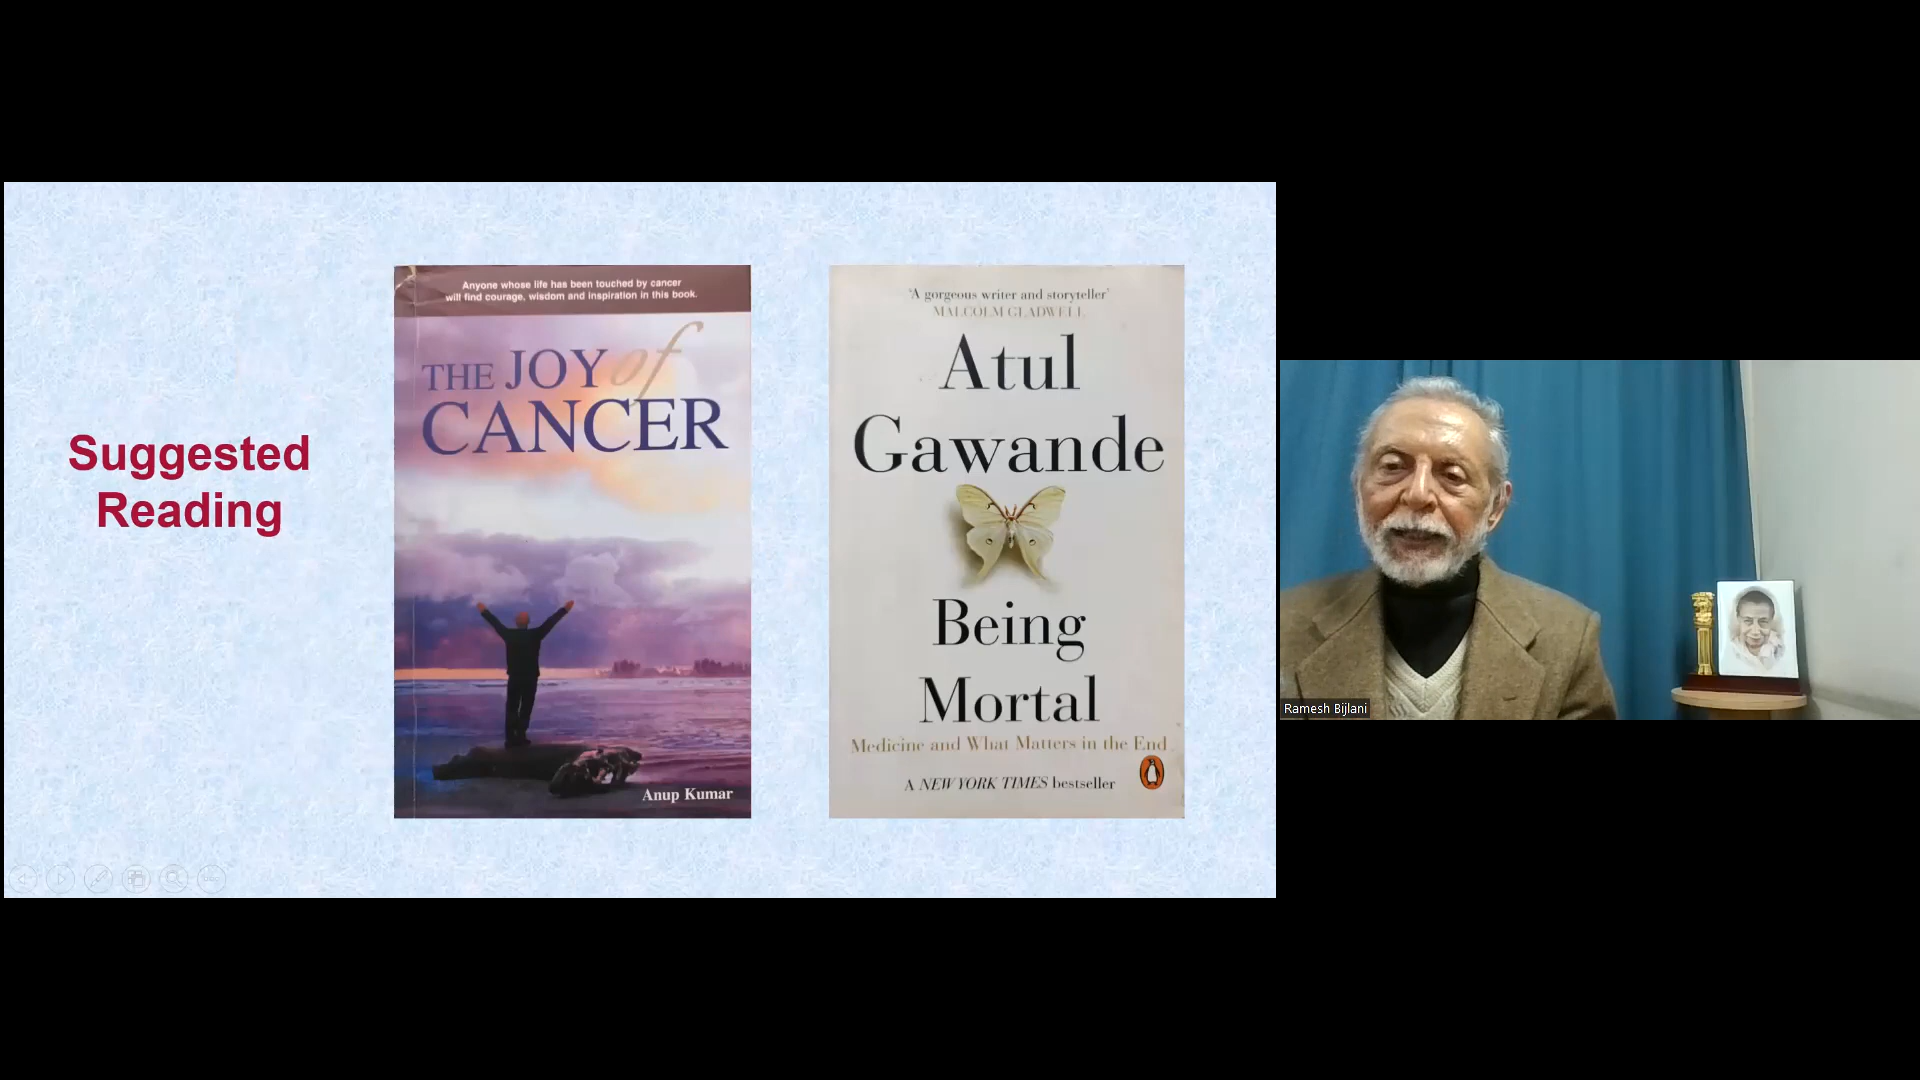 Suggested
Reading
Anyone whose life has been touched by cancer
will find courage, wisdom and inspiration in this book.
THE JOY of
CANCER
Anup Kumar
'A gorgeous writer and storyteller'
MALCOLM GLADWELL
Atul
Gawande
Being
Mortal
Medicine and What Matters in the End
A NEW YORK TIMES bestseller
Ramesh Bijlani